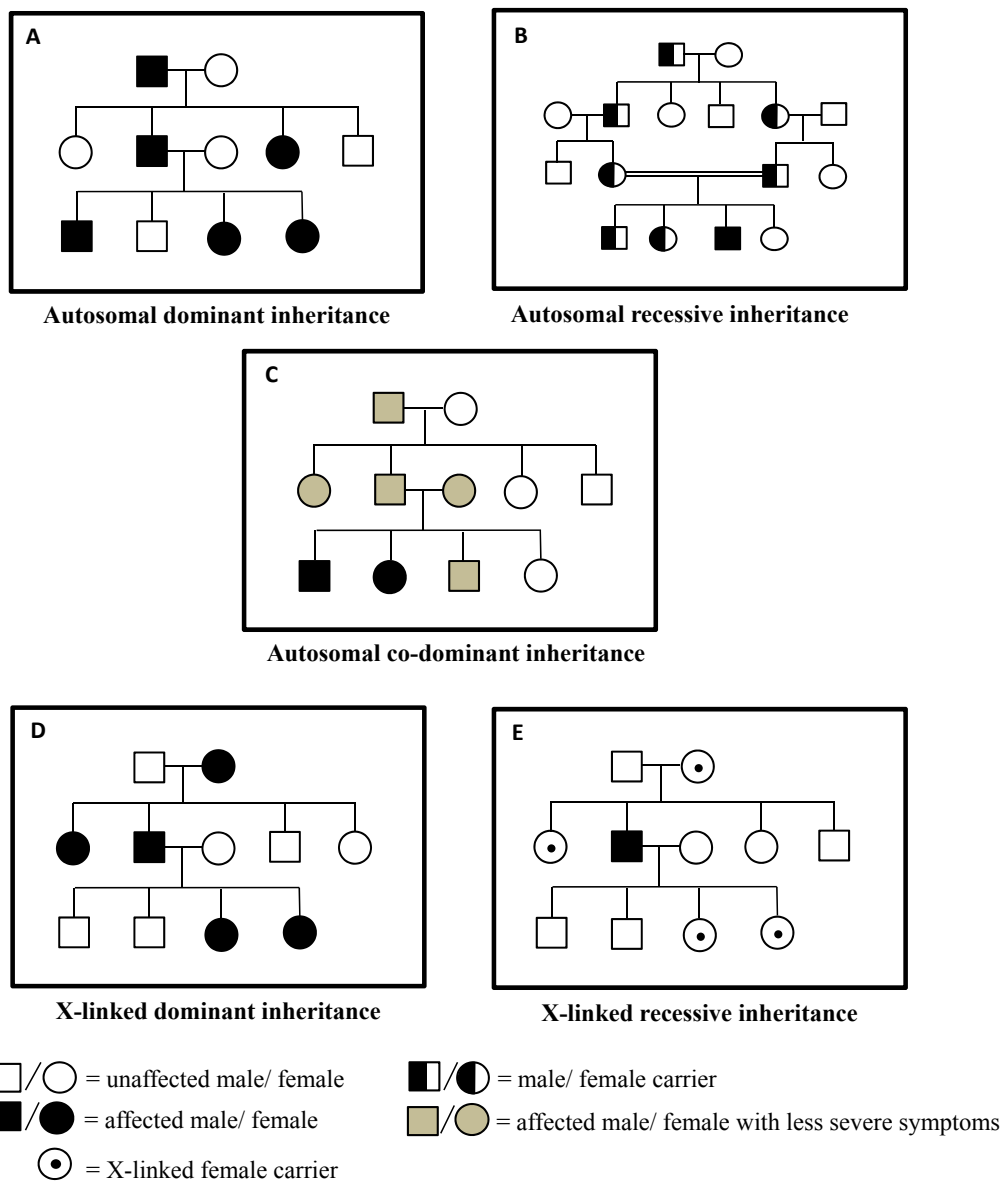 A
B
Autosomal dominant inheritance
Autosomal recessive inheritance
C
Autosomal co-dominant inheritance
D
E
X-linked dominant inheritance
X-linked recessive inheritance
/ = unaffected male/ female
/ = male/ female carrier
/ = affected male/ female
/ = affected male/ female with less severe symptoms
= X-linked female carrier